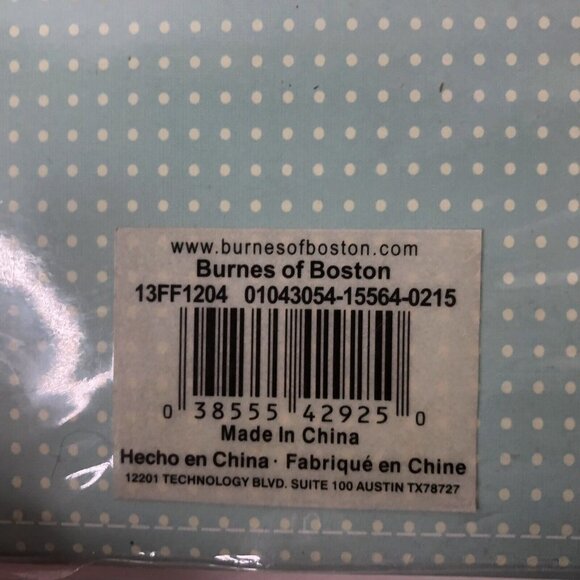 www.burnesofboston.com
Burnes of Boston
13FF1204 01043054-15564-0215
0 38555 42925 0
Made In China
Hecho en China · Fabriqué en Chine
12201 TECHNOLOGY BLVD. SUITE 100 AUSTIN TX78727